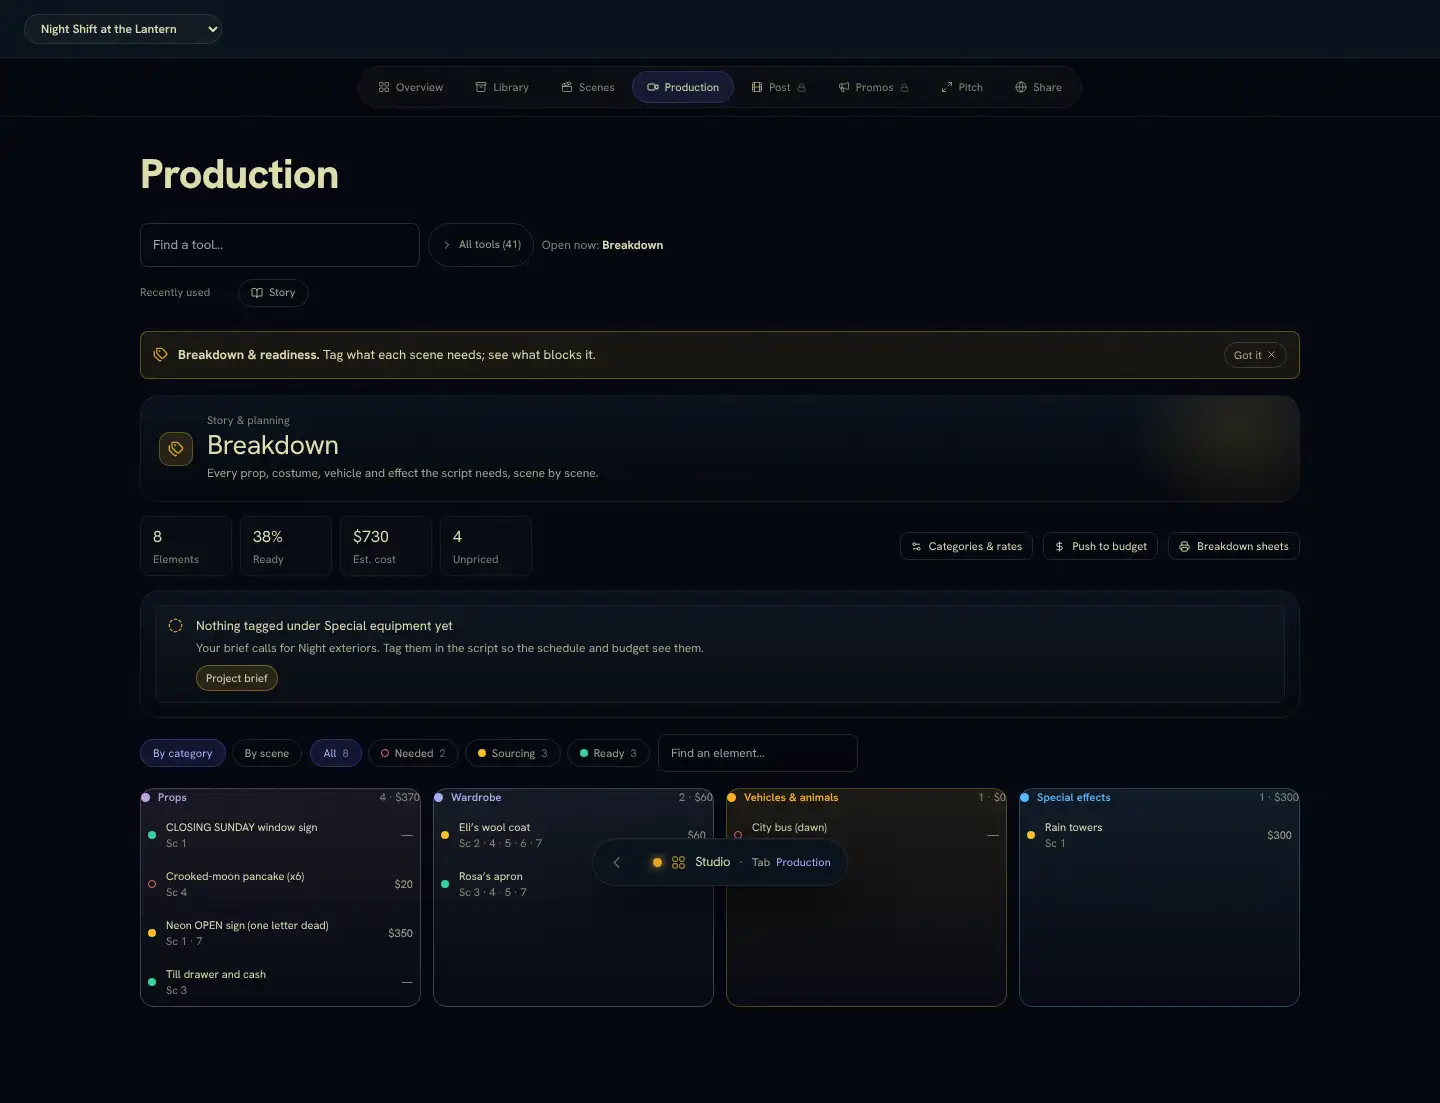 Night Shift at the Lantern
Overview Library Scenes Production Post Promos Pitch Share
Production
Find a tool... All tools (41) Open now: Breakdown
Recently used Story
Breakdown & readiness. Tag what each scene needs; see what blocks it. Got it
Story & planning
Breakdown
Every prop, costume, vehicle and effect the script needs, scene by scene.
8 38% $730 4
Elements Ready Est. cost Unpriced
Categories & rates Push to budget Breakdown sheets
Nothing tagged under Special equipment yet
Your brief calls for Night exteriors. Tag them in the script so the schedule and budget see them.
Project brief
By category By scene All 8 Needed 2 Sourcing 3 Ready 3 Find an element...
Props 4 · $370
CLOSING SUNDAY window sign —
Sc 1
Crooked-moon pancake (x6) $20
Sc 4
Neon OPEN sign (one letter dead) $350
Sc 1 · 7
Till drawer and cash —
Sc 3
Wardrobe 2 · $60
Eli's wool coat $60
Sc 2 · 4 · 5 · 6 · 7
Rosa's apron
Sc 3 · 4 · 5 · 7
Vehicles & animals 1 · $0
City bus (dawn) —
Special effects 1 · $300
Rain towers $300
Sc 1
Studio · Tab Production